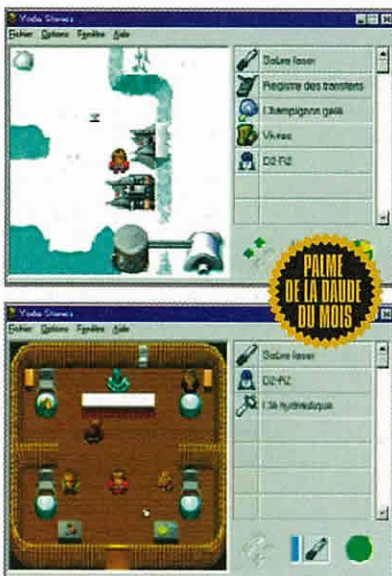 Yoda Stories
Fichier Options Fenêtre Aide
Sabre laser
Registre des transferts
Champignon gelé
Vivres
D2-R2
PALME
DE LA DAUDE
DU MOIS
Yoda Stories
Fichier Options Fenêtre Aide
Sabre laser
D2-R2
Clé hydraulique